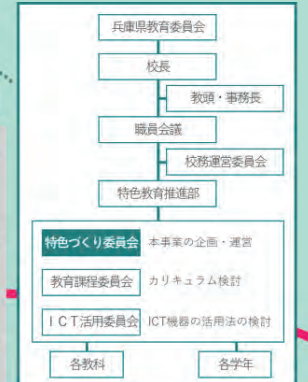 兵庫県教育委員会
校長
教頭・事務長
職員会議
校務運営委員会
特色教育推進部
特色づくり委員会 本事業の企画・運営
教育課程委員会 カリキュラム検討
ICT活用委員会 ICT機器の活用法の検討
各教科 各学年